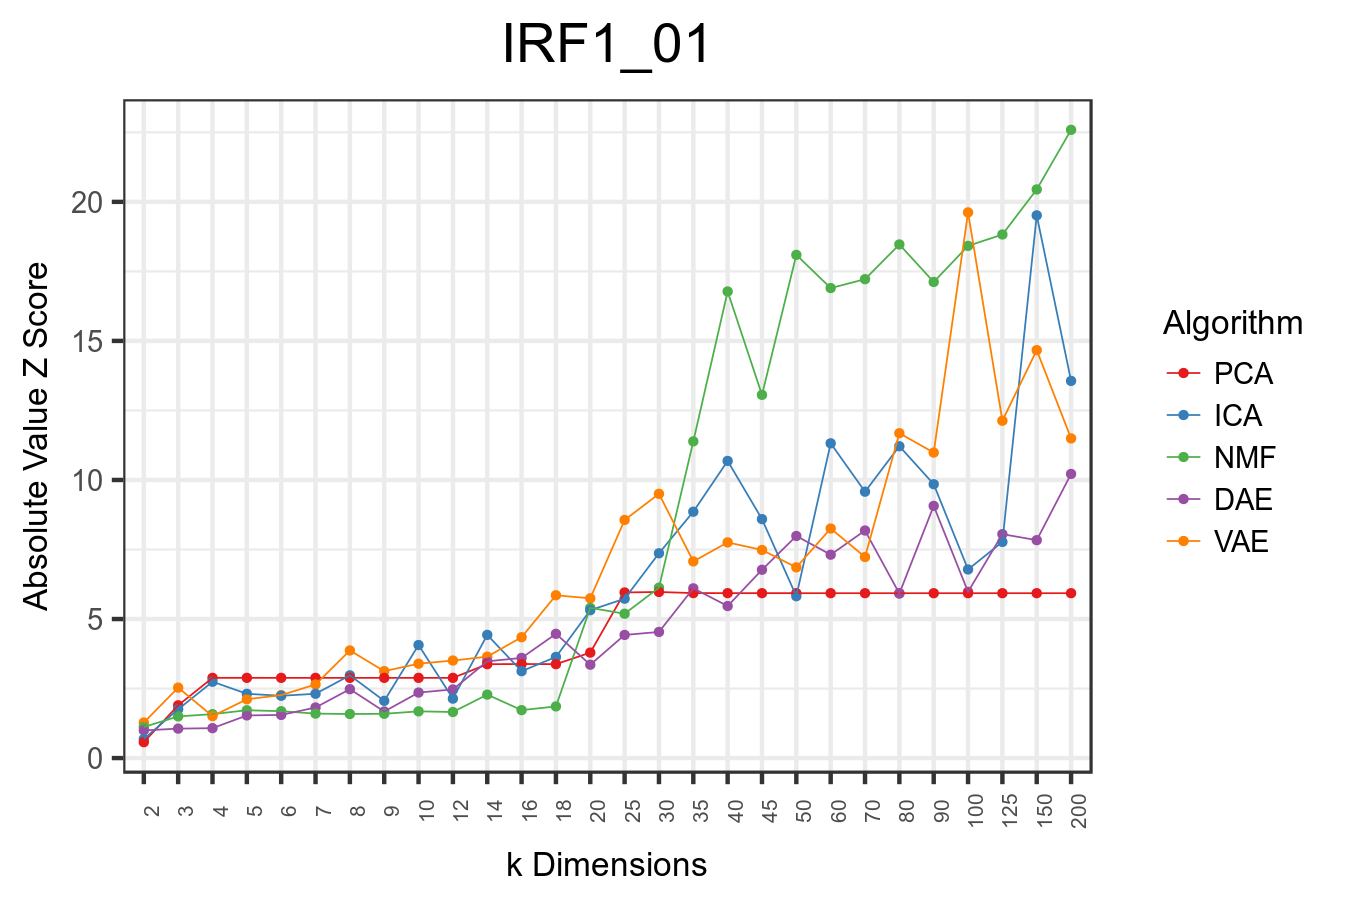 IRF1_01
Absolute Value Z Score
20
15
10
5
0
2 3 4 5 6 7 8 9 10 12 14 16 18 20 25 30 35 40 45 50 60 70 80 90 100 125 150 200
k Dimensions
Algorithm
PCA
ICA
NMF
DAE
VAE